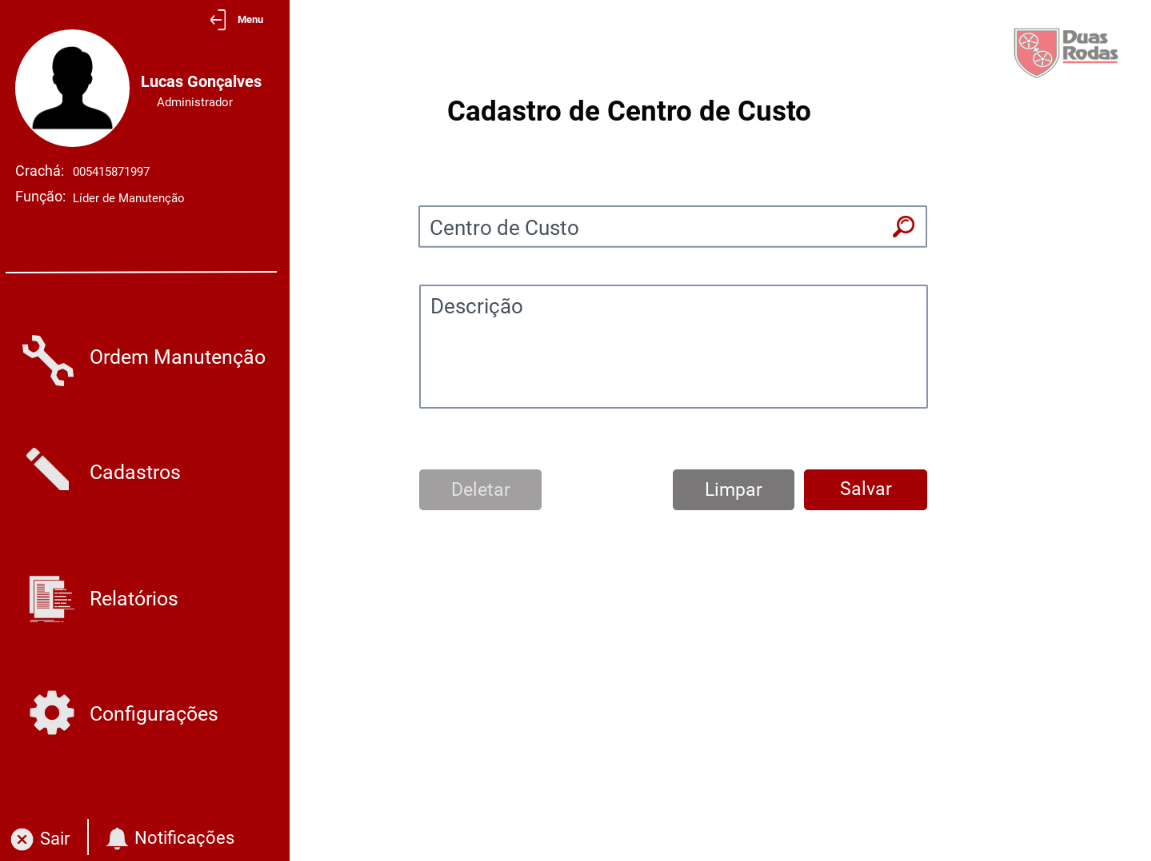 Menu
Lucas Gonçalves
Administrador
Crachá: 005415871997
Função: Líder de Manutenção
Ordem Manutenção
Cadastros
Relatórios
Configurações
Sair
Notificações
Duas
Rodas
Cadastro de Centro de Custo
Centro de Custo
Descrição
Deletar
Limpar
Salvar